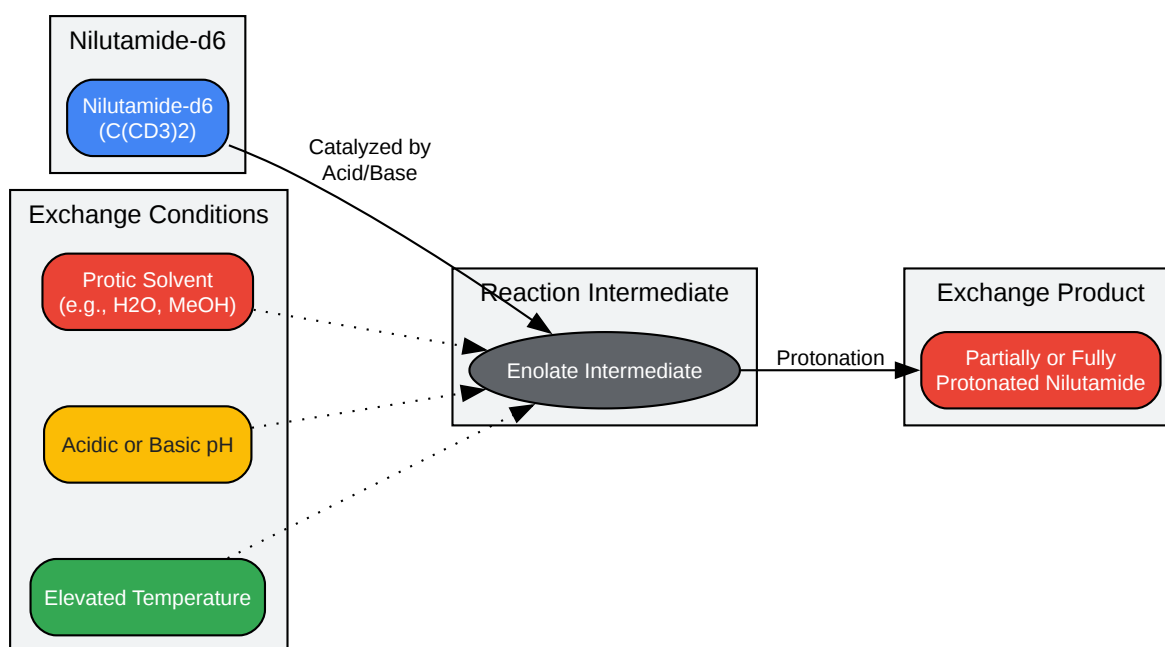 Nilutamide-d6
Nilutamide-d6
(C(CD3)2)
Catalyzed by
Acid/Base
Exchange Conditions
Protic Solvent
(e.g., H2O, MeOH)
Acidic or Basic pH
Elevated Temperature
Reaction Intermediate
Enolate Intermediate
Protonation
Exchange Product
Partially or Fully
Protonated Nilutamide